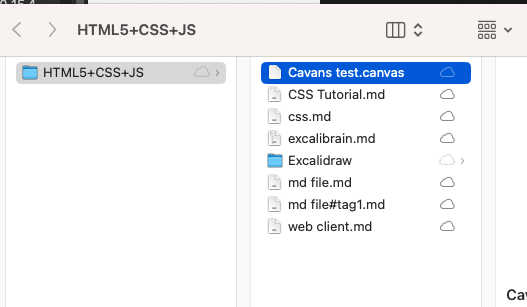 HTML5+CSS+JS
HTML5+CSS+JS
Cavans test.canvas
CSS Tutorial.md
css.md
excalibrain.md
Excalidraw
md file.md
md file#tag1.md
web client.md
Cav